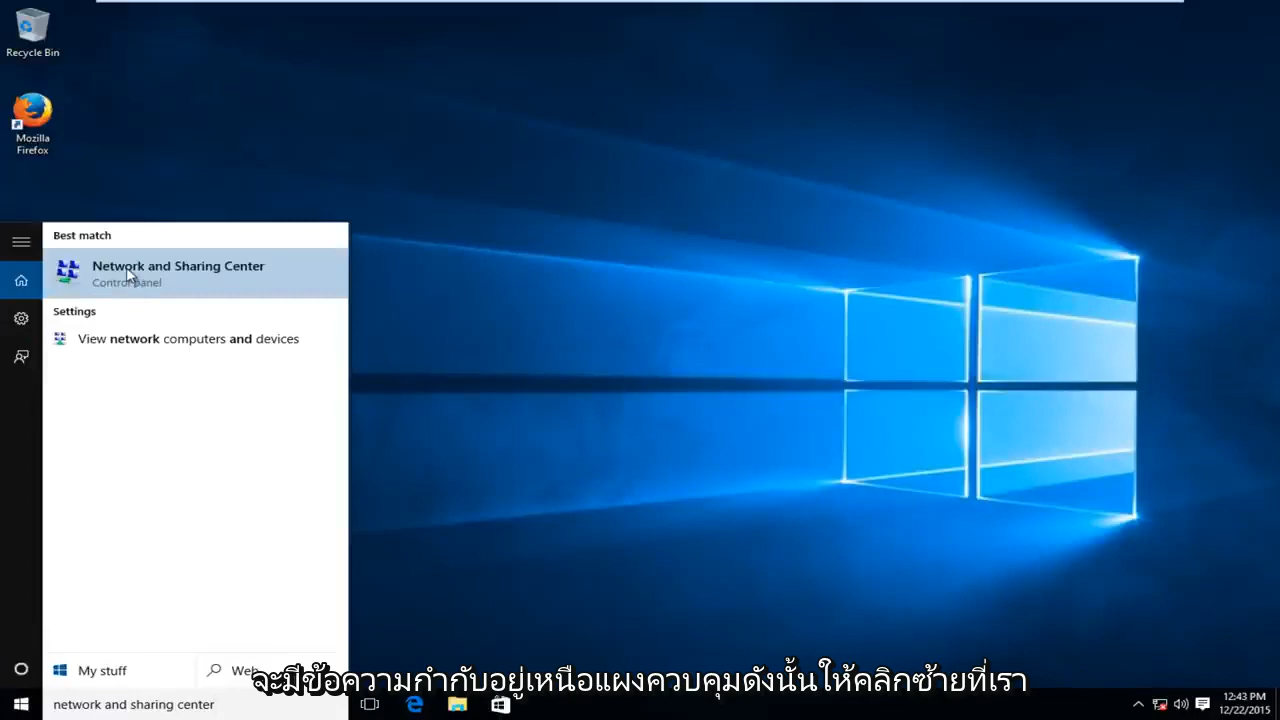 Recycle Bin
Mozilla
Firefox
Best match
Network and Sharing Center
Control panel
Settings
View network computers and devices
My stuff
Web
จะมีข้อความกำกับอยู่เหนือแผงควบคุมดังนั้นให้คลิกซ้ายที่เรา
network and sharing center
12:43 PM
12/22/2015